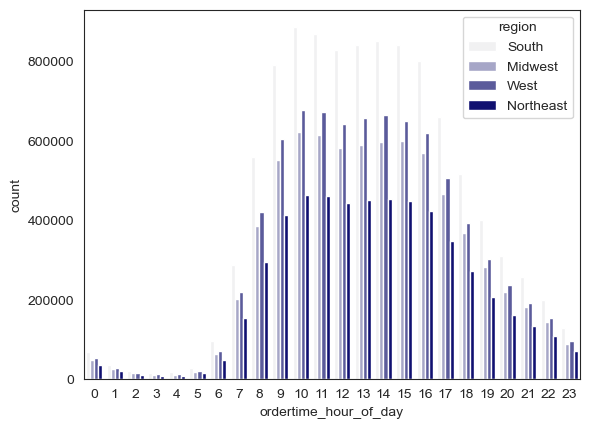 region
South
Midwest
West
Northeast
count
800000
600000
400000
200000
0
0 1 2 3 4 5 6 7 8 9 10 11 12 13 14 15 16 17 18 19 20 21 22 23
ordertime_hour_of_day